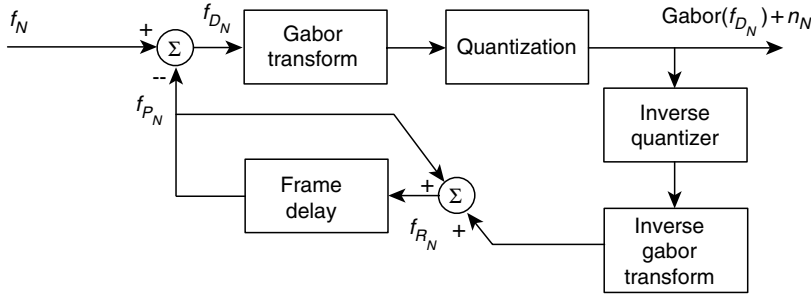 f_N
+
Σ
--
f_{D_N}
Gabor
transform
Quantization
Gabor(f_{D_N}) + n_N
f_{P_N}
Inverse
quantizer
Frame
delay
+
Σ
+
f_{R_N}
Inverse
gabor
transform